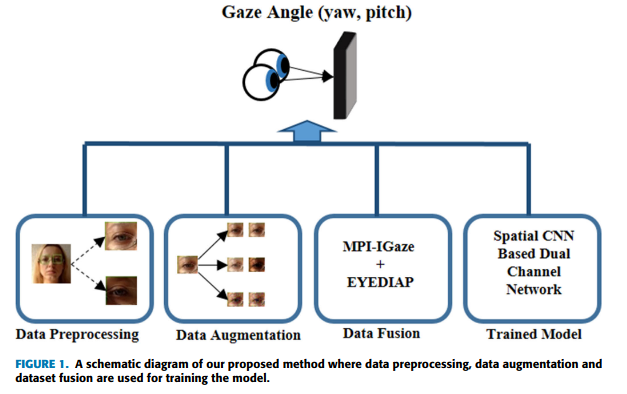 Gaze Angle (yaw, pitch)
MPI-IGaze
+
EYEDIAP
Spatial CNN
Based Dual
Channel
Network
Data Preprocessing
Data Augmentation
Data Fusion
Trained Model
FIGURE 1. A schematic diagram of our proposed method where data preprocessing, data augmentation and
dataset fusion are used for training the model.